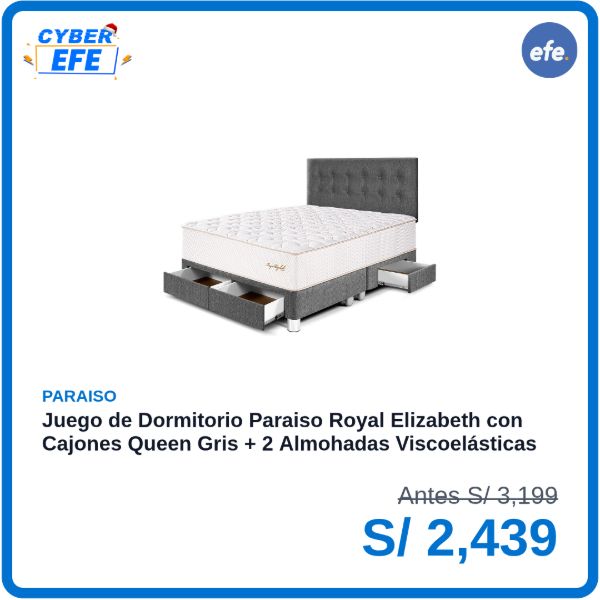 CYBER
EFE
efe.
PARAISO
Juego de Dormitorio Paraiso Royal Elizabeth con
Cajones Queen Gris + 2 Almohadas Viscoelásticas
Antes S/ 3,199
S/ 2,439